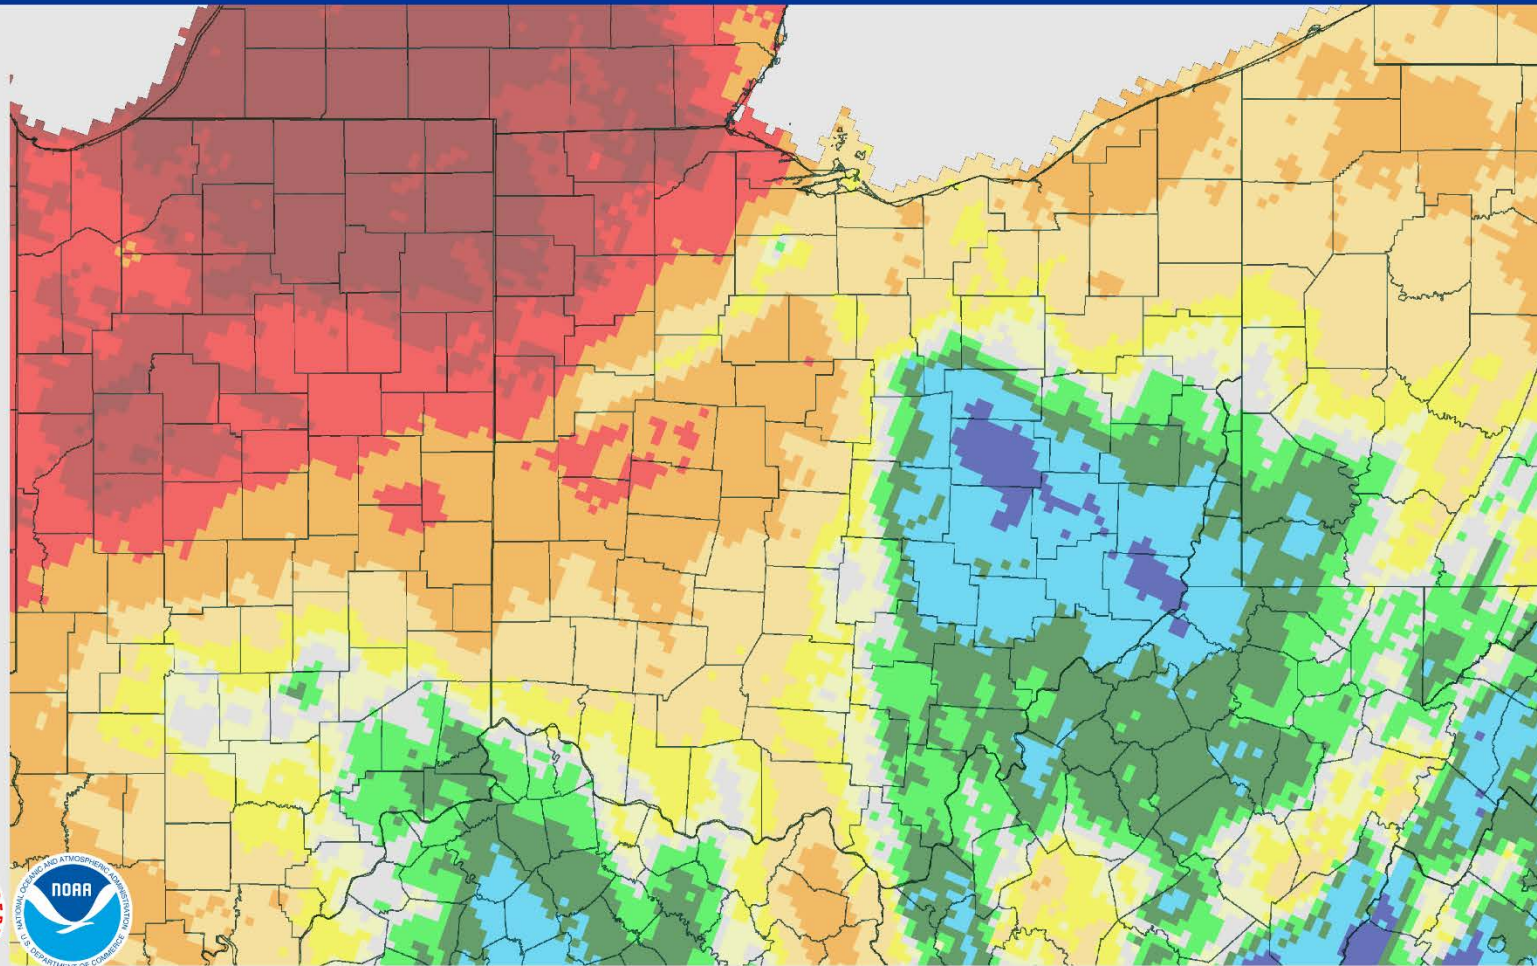 NATIONAL OCEANIC AND ATMOSPHERIC ADMINISTRATION
NOAA
U.S. DEPARTMENT OF COMMERCE